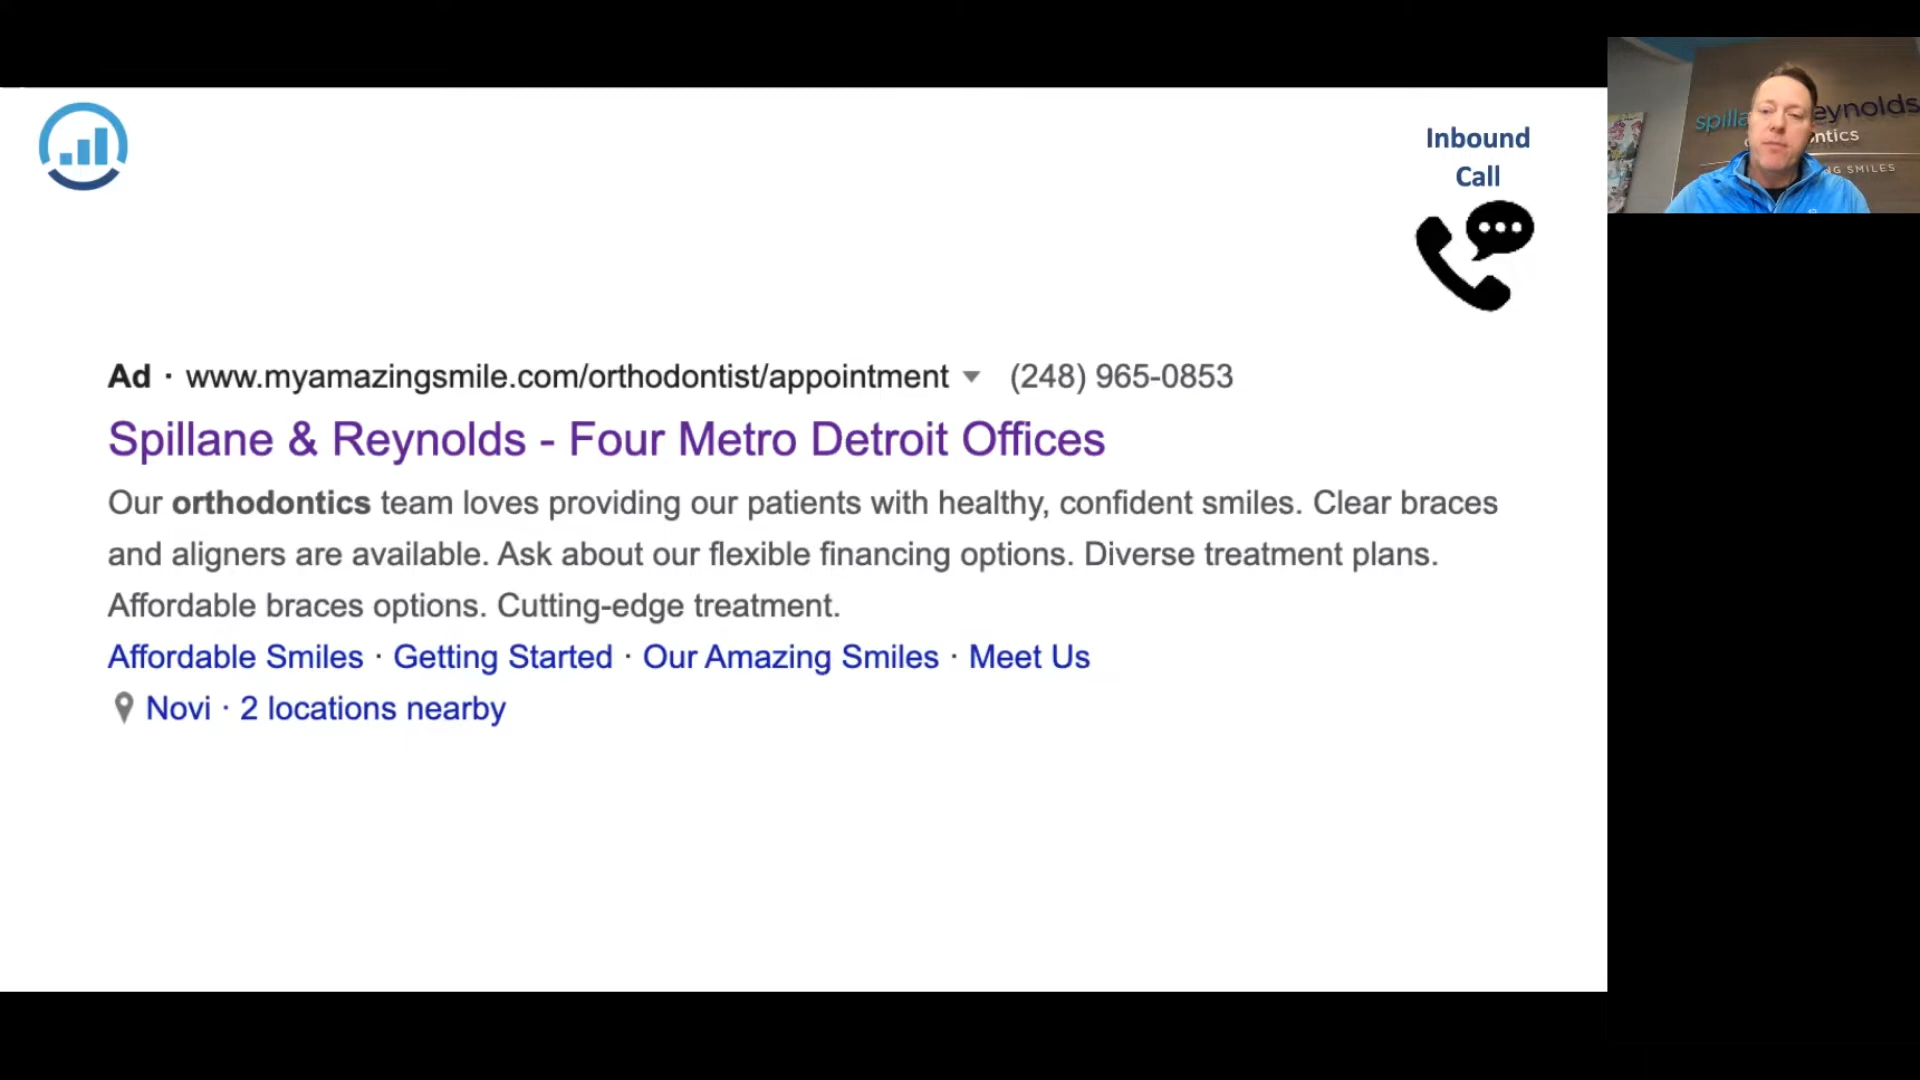 Inbound
Call
Ad · www.myamazingsmile.com/orthodontist/appointment (248) 965-0853
Spillane & Reynolds - Four Metro Detroit Offices
Our orthodontics team loves providing our patients with healthy, confident smiles. Clear braces
and aligners are available. Ask about our flexible financing options. Diverse treatment plans.
Affordable braces options. Cutting-edge treatment.
Affordable Smiles · Getting Started · Our Amazing Smiles · Meet Us
Novi · 2 locations nearby
spilla eynolds
ntics
NG SMILES